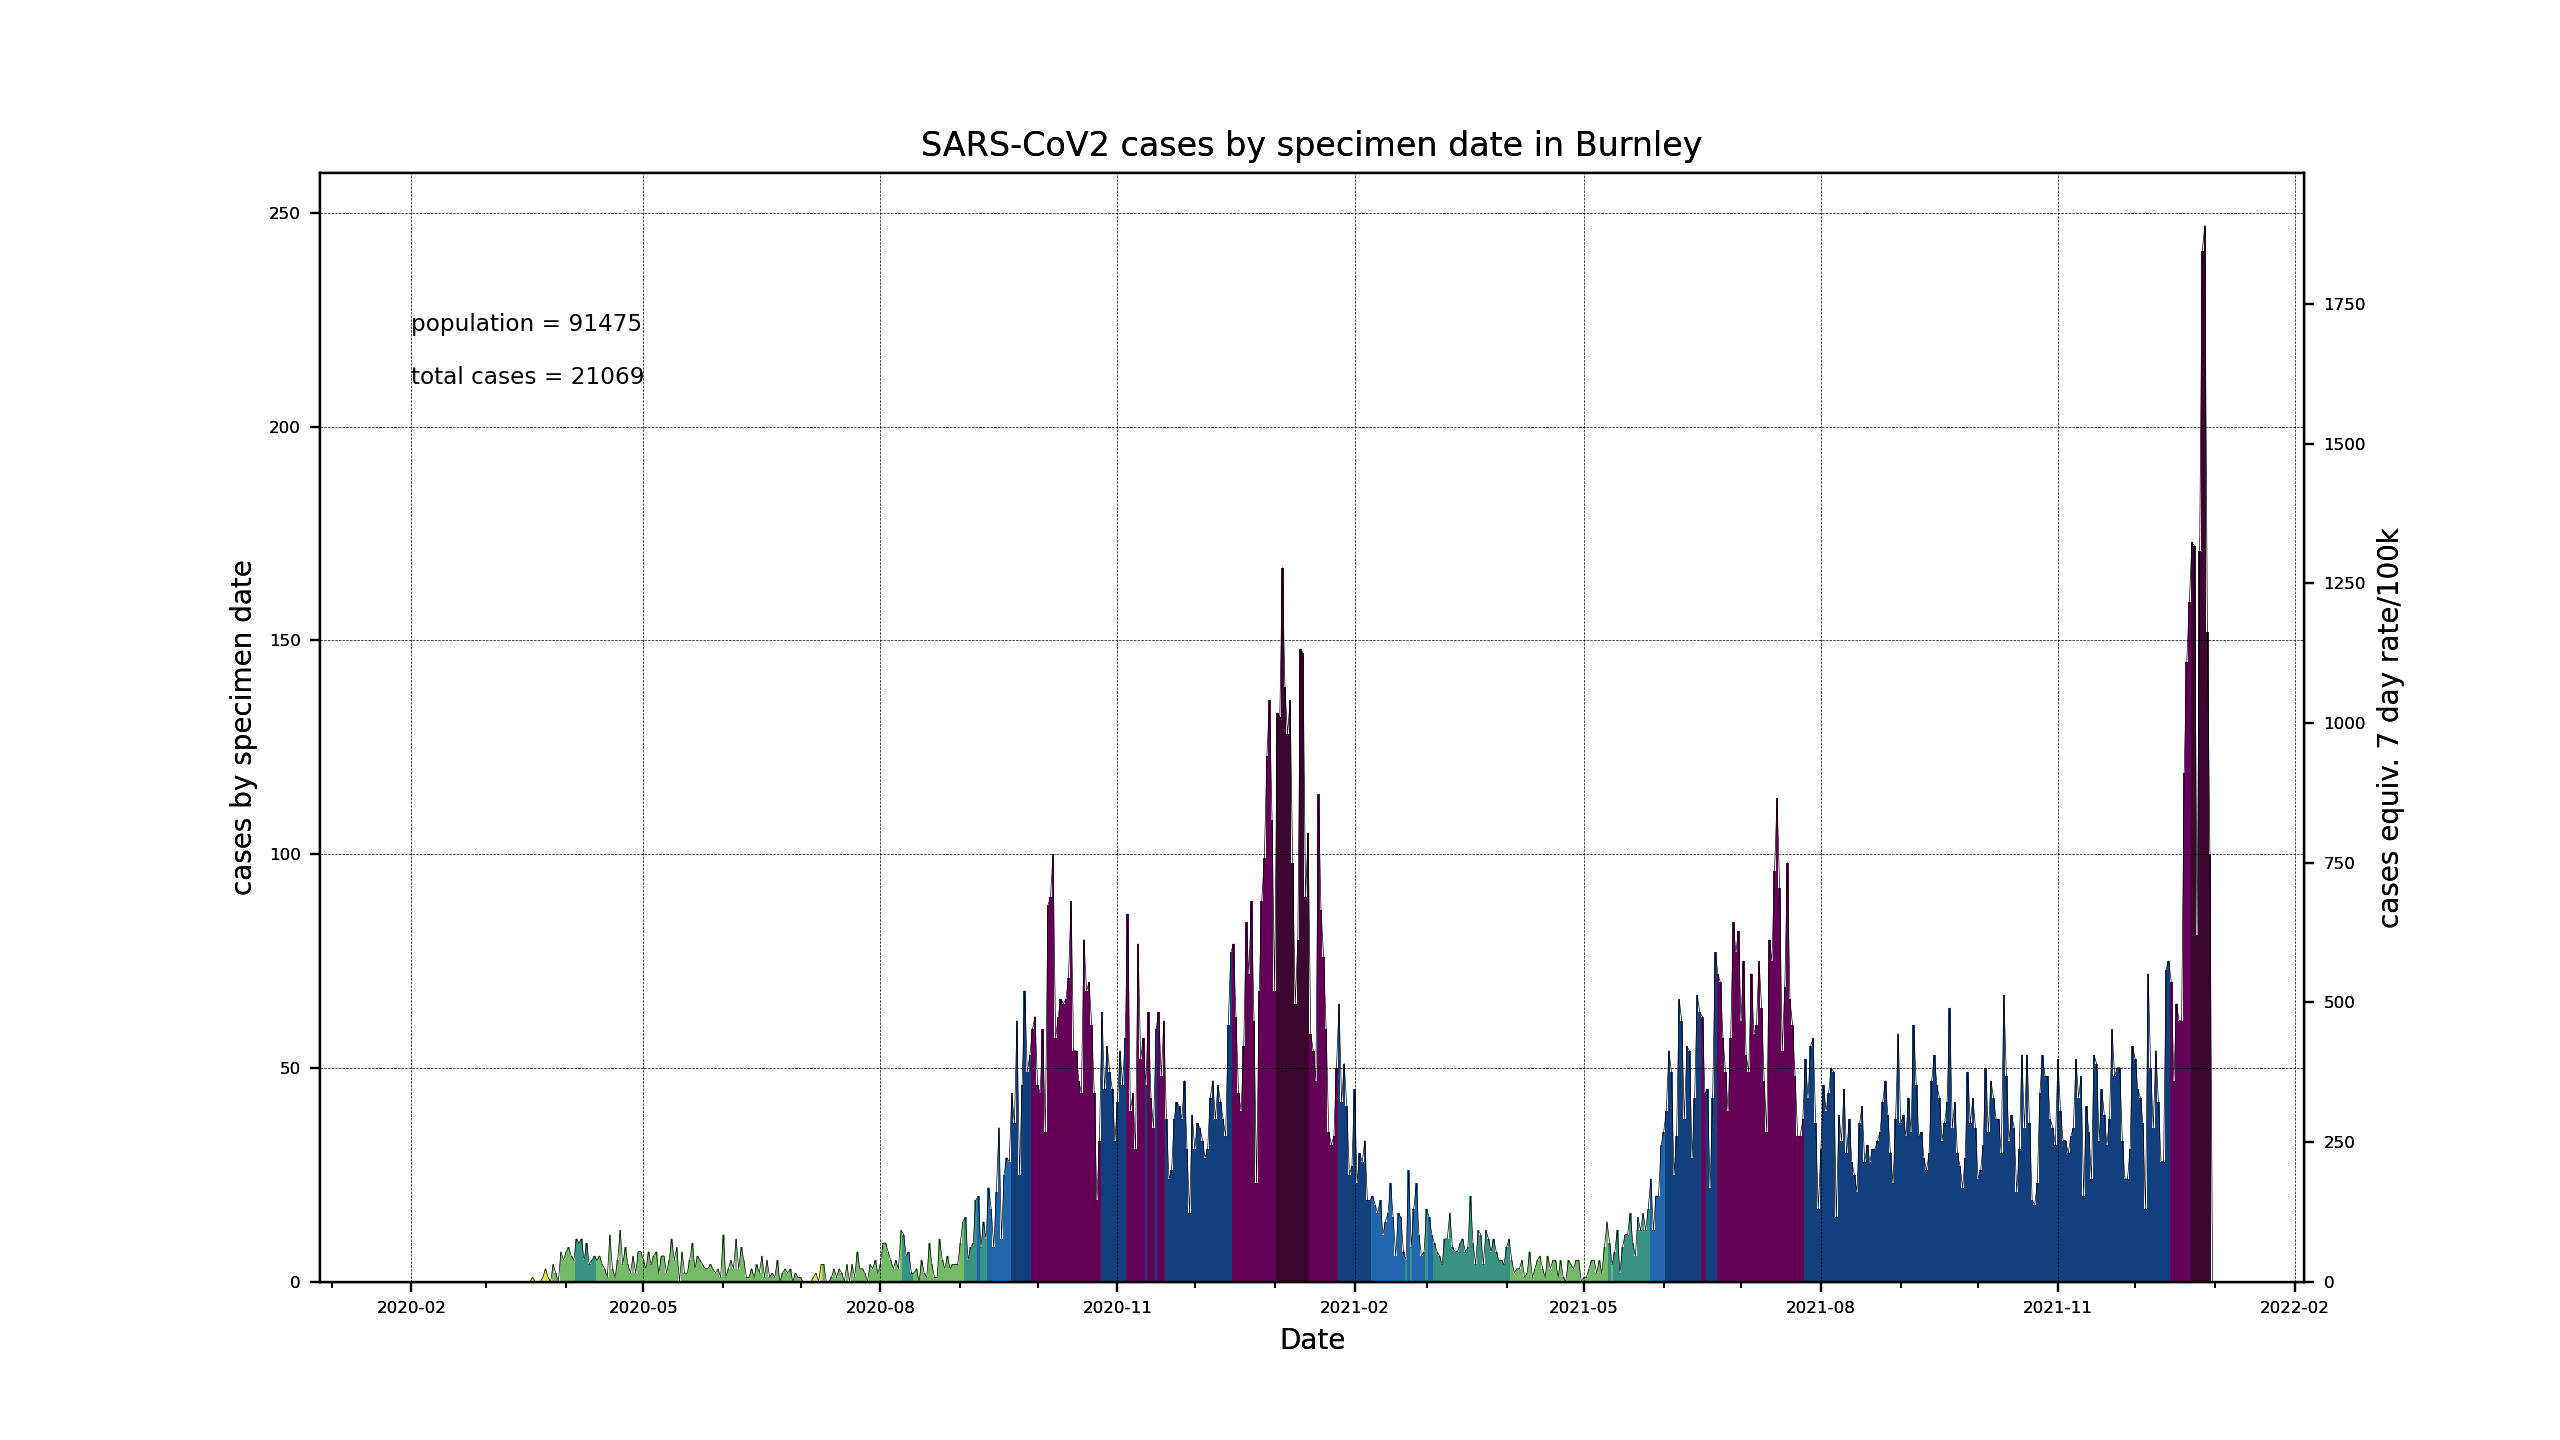 SARS-CoV2 cases by specimen date in Burnley
population = 91475
total cases = 21069
cases by specimen date
250
200
150
100
50
0
1750
1500
1250
1000
750
500
250
0
cases equiv. 7 day rate/100k
2020-02 2020-05 2020-08 2020-11 2021-02 2021-05 2021-08 2021-11 2022-02
Date